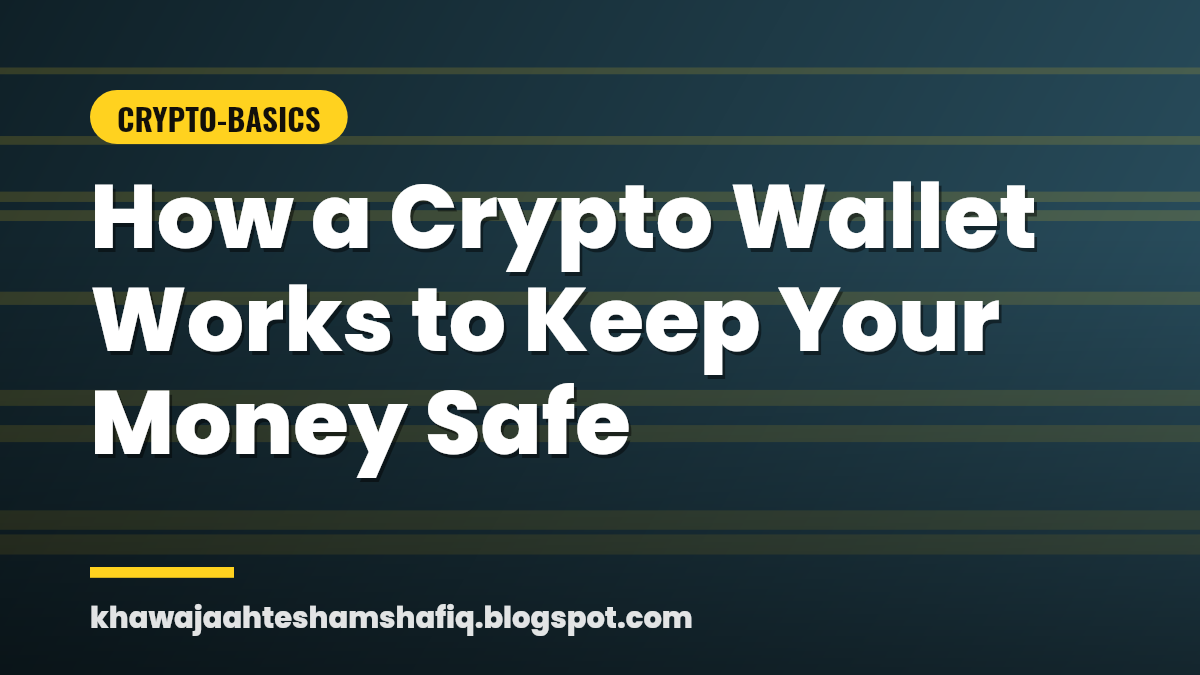 CRYPTO-BASICS
How a Crypto Wallet
Works to Keep Your
Money Safe
khawajaahteshamshafiq.blogspot.com